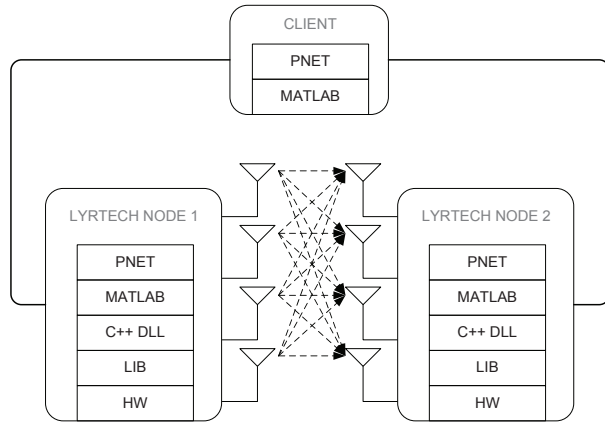 CLIENT
PNET
MATLAB
LYRTECH NODE 1
PNET
MATLAB
C++ DLL
LIB
HW
LYRTECH NODE 2
PNET
MATLAB
C++ DLL
LIB
HW